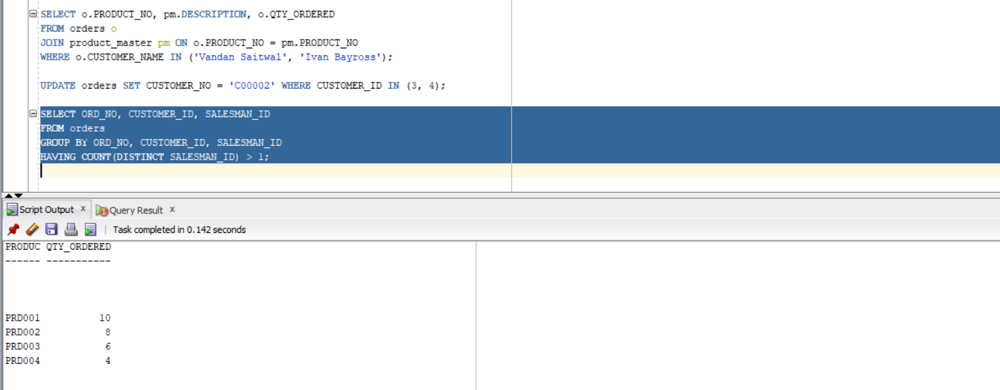 SELECT o.PRODUCT_NO, pm.DESCRIPTION, o.QTY_ORDERED
FROM orders o
JOIN product_master pm ON o.PRODUCT_NO = pm.PRODUCT_NO
WHERE o.CUSTOMER_NAME IN ('Vandan Saitwal', 'Ivan Bayross');
UPDATE orders SET CUSTOMER_NO = 'C00002' WHERE CUSTOMER_ID IN (3, 4);
SELECT ORD_NO, CUSTOMER_ID, SALESMAN_ID
FROM orders
GROUP BY ORD_NO, CUSTOMER_ID, SALESMAN_ID
HAVING COUNT(DISTINCT SALESMAN_ID) > 1;
Script Output x Query Result x
| Task completed in 0.142 seconds
PRODUC QTY_ORDERED
------ -----------
PRD001 10
PRD002 8
PRD003 6
PRD004 4